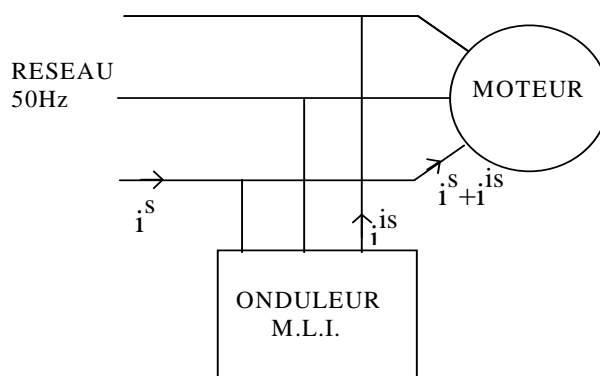 RESEAU
50Hz
MOTEUR
i^s
i^s+i^is
i^is
ONDULEUR
M.L.I.